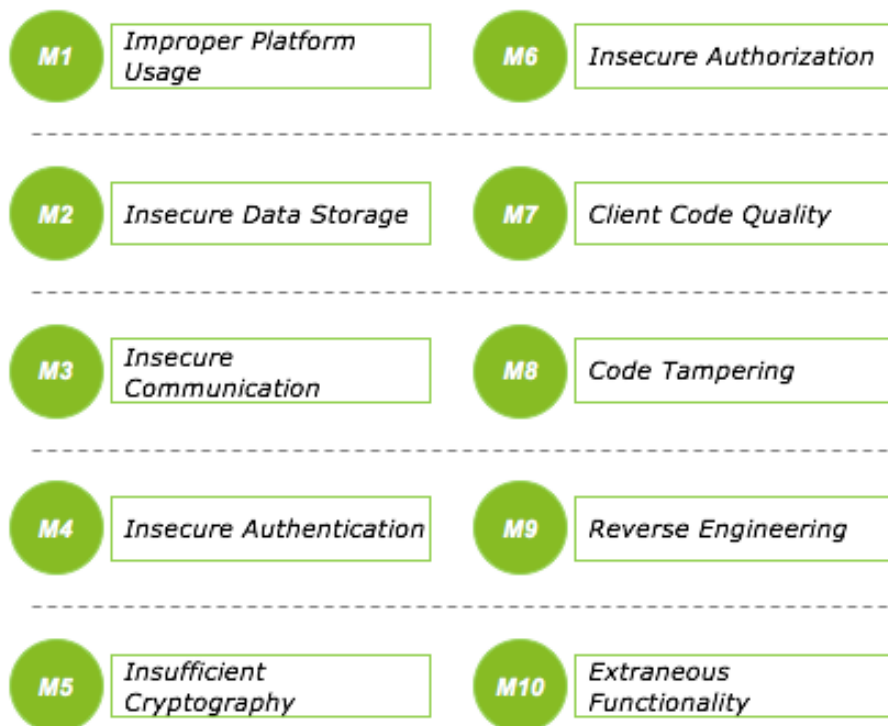 M1
Improper Platform
Usage
M6
Insecure Authorization
M2
Insecure Data Storage
M7
Client Code Quality
M3
Insecure
Communication
M8
Code Tampering
M4
Insecure Authentication
M9
Reverse Engineering
M5
Insufficient
Cryptography
M10
Extraneous
Functionality